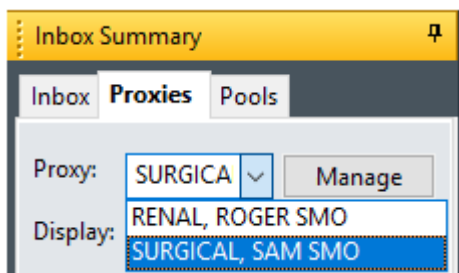 Inbox Summary
Inbox Proxies Pools
Proxy: SURGICA Manage
Display: RENAL, ROGER SMO
SURGICAL, SAM SMO